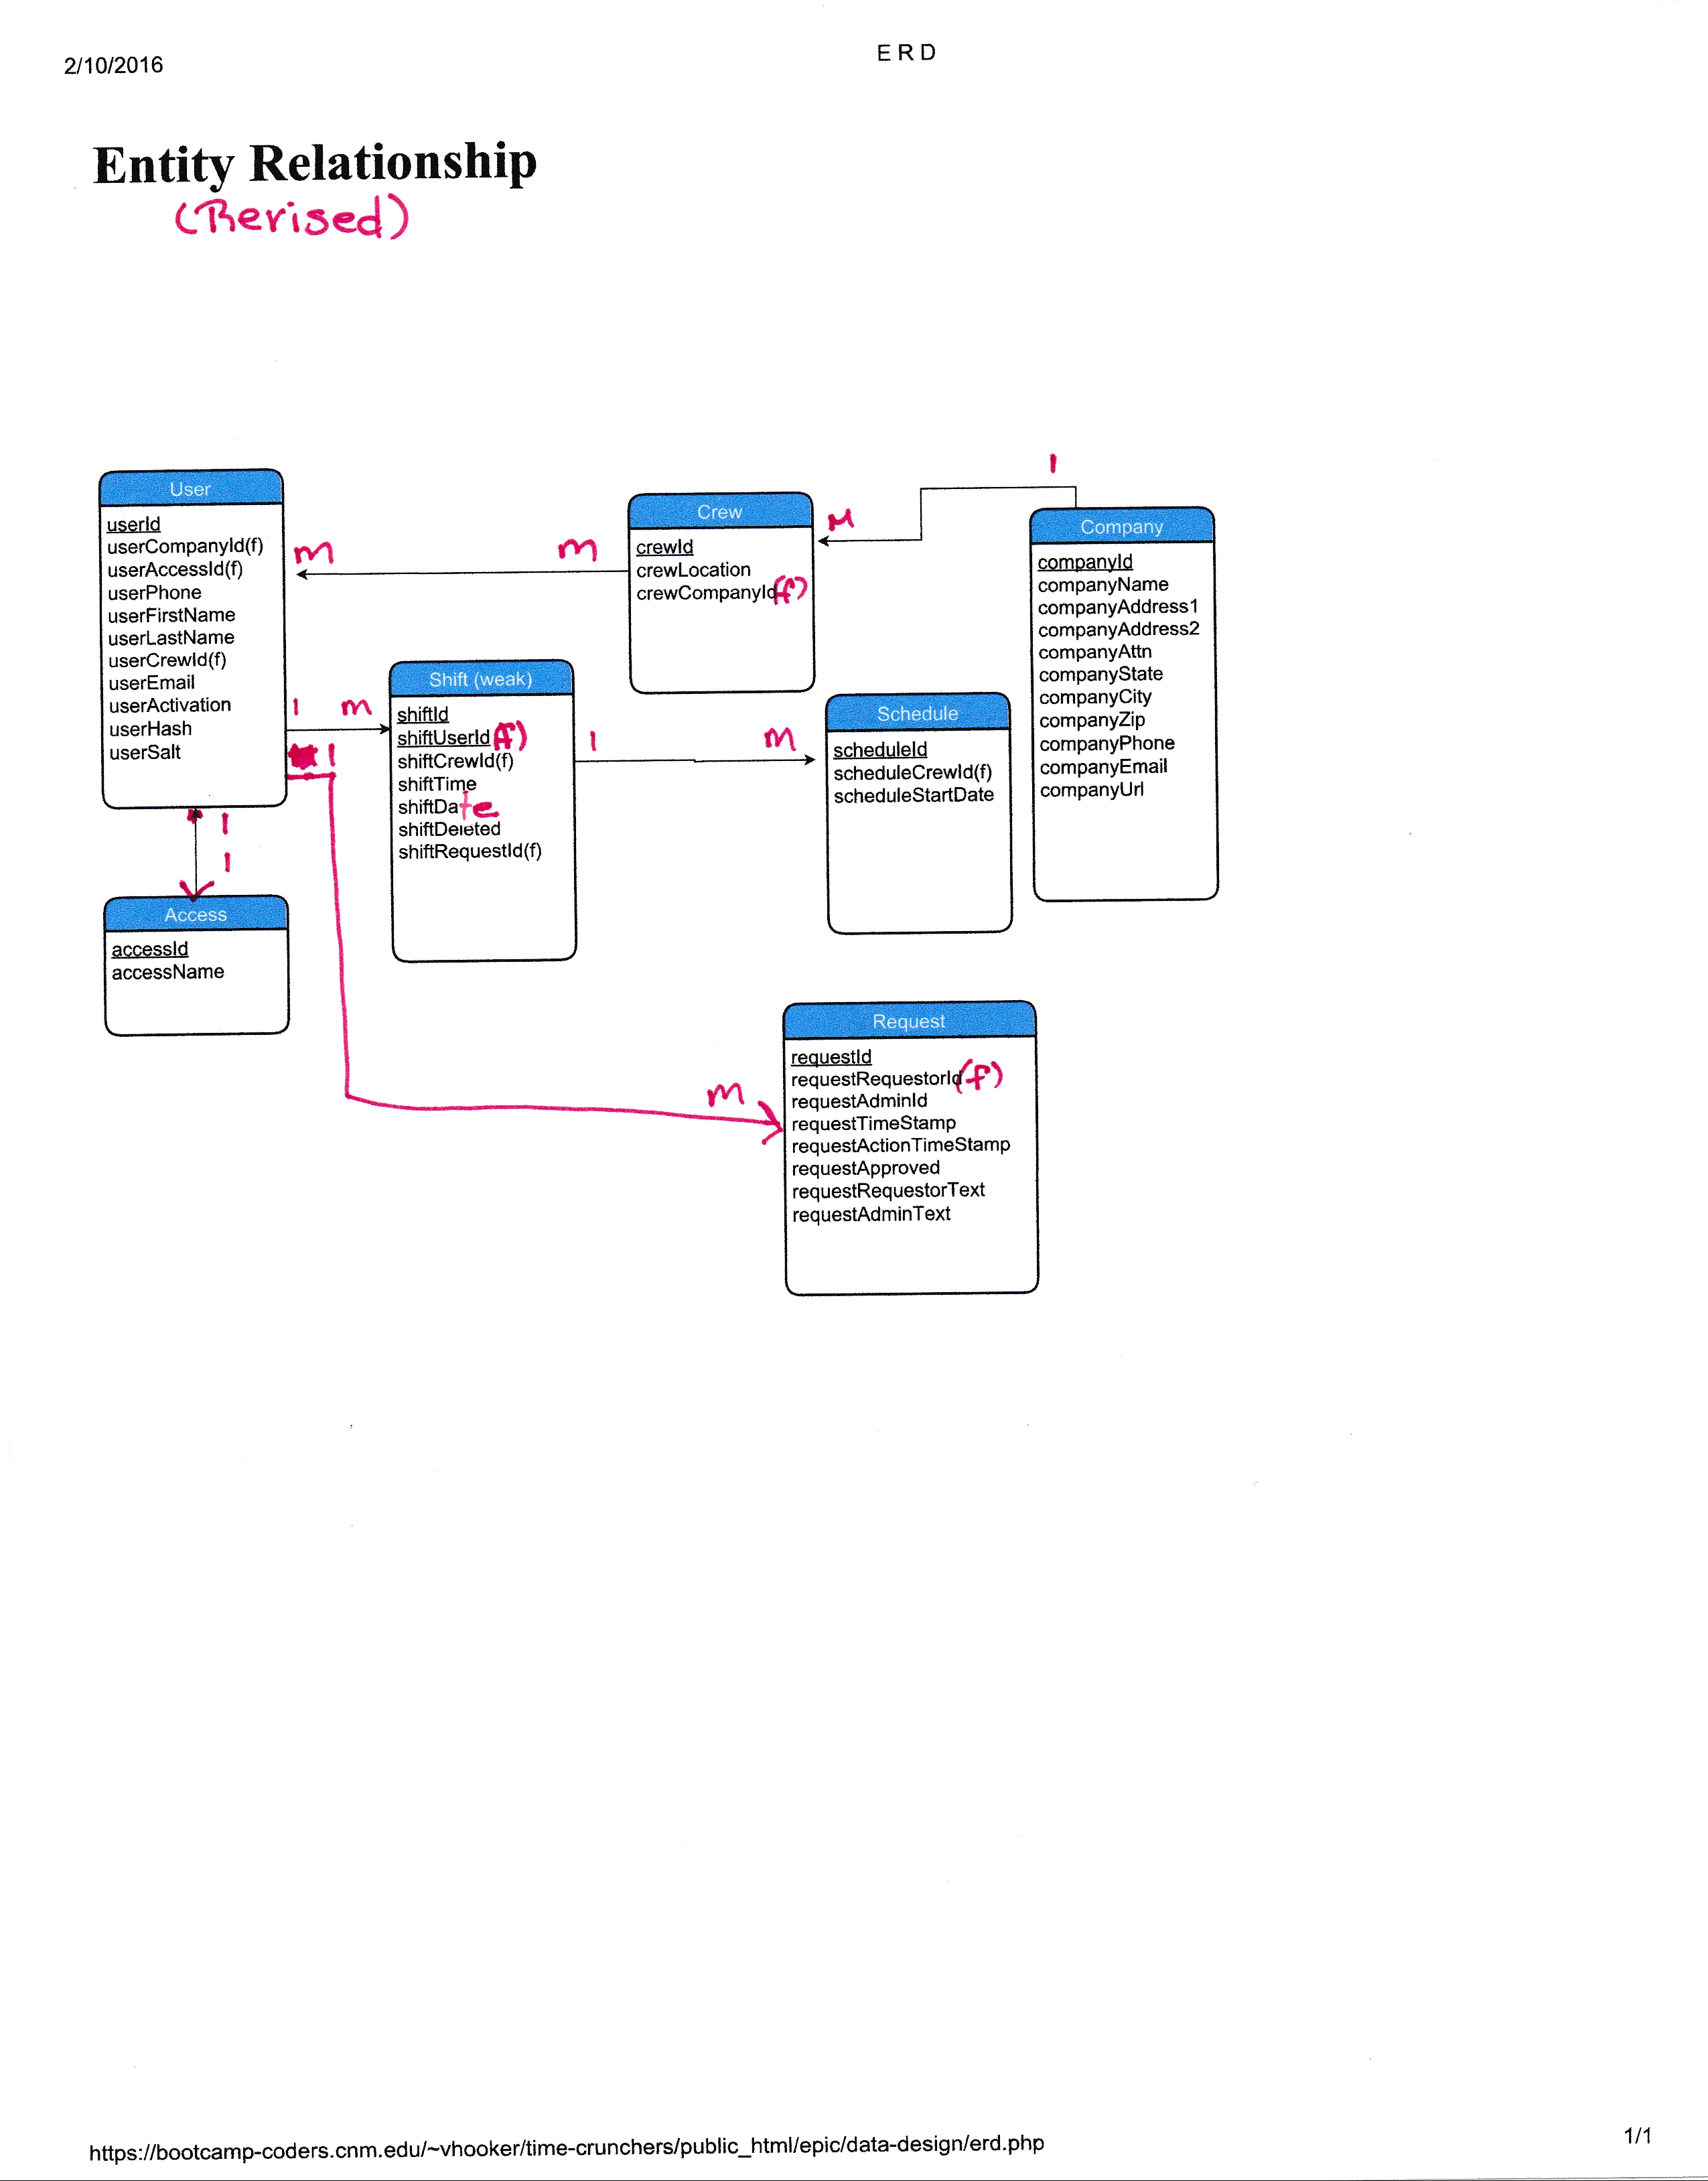 2/10/2016
E R D
Entity Relationship
(Revised)
User
userId
userCompanyId(f)
userAccessId(f)
userPhone
userFirstName
userLastName
userCrewId(f)
userEmail
userActivation
userHash
userSalt
m
m
1
m
1
1
1
Access
accessId
accessName
Shift (weak)
shiftId
shiftUserId(f)
shiftCrewId(f)
shiftTime
shiftDate
shiftDeleted
shiftRequestId(f)
1
m
Crew
crewId
crewLocation
crewCompanyId(f)
M
1
Schedule
scheduleId
scheduleCrewId(f)
scheduleStartDate
Company
companyId
companyName
companyAddress1
companyAddress2
companyAttn
companyState
companyCity
companyZip
companyPhone
companyEmail
companyUrl
m
Request
requestId
requestRequestorId(f)
requestAdminId
requestTimeStamp
requestActionTimeStamp
requestApproved
requestRequestorText
requestAdminText
https://bootcamp-coders.cnm.edu/~vhooker/time-crunchers/public_html/epic/data-design/erd.php
1/1